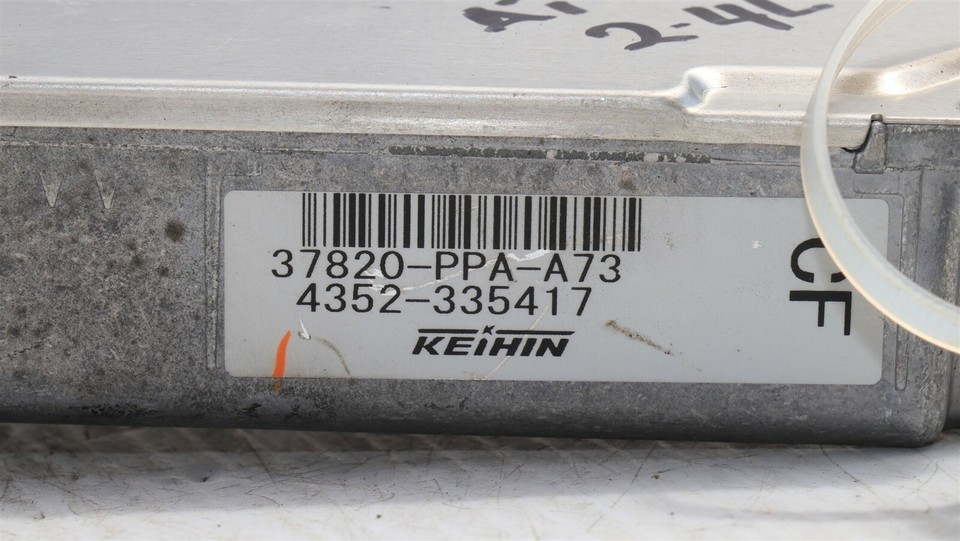 2.4L
37820-PPA-A73
4352-335417
KEIHIN
CF